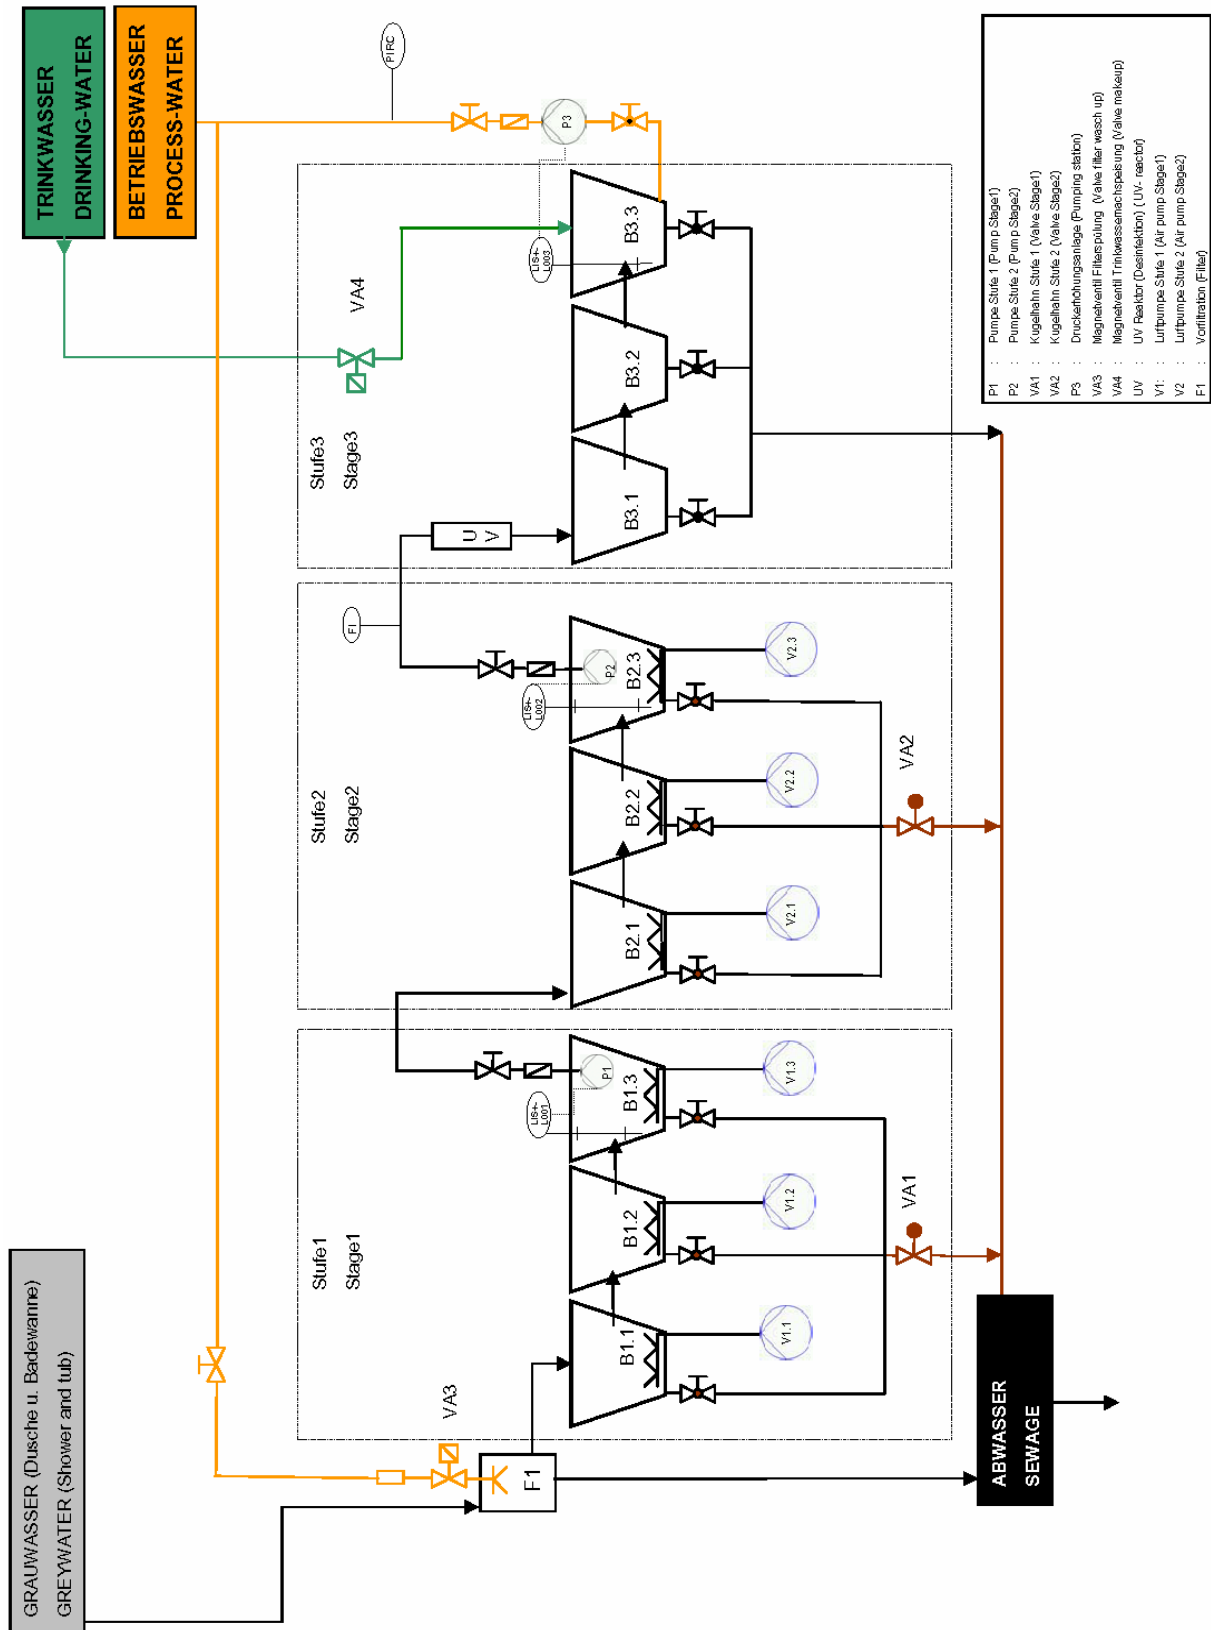 GRAUWASSER (Dusche u. Badewanne)
GREYWATER (Shower and tub)
TRINKWASSER
DRINKING-WATER
BETRIEBSWASSER
PROCESS-WATER
PIRC
VA3
F1
Stufe1
Stage1
LIS+-
L001
P1
B1.1
B1.2
B1.3
V1.1
V1.2
V1.3
VA1
Stufe2
Stage2
FI
LIS+-
L002
P2
B2.1
B2.2
B2.3
V2.1
V2.2
V2.3
VA2
Stufe3
Stage3
VA4
U
V
LIS+-
L003
P3
B3.1
B3.2
B3.3
ABWASSER
SEWAGE
P1 : Pumpe Stufe 1 (Pump Stage1)
P2 : Pumpe Stufe 2 (Pump Stage2)
VA1 : Kugelhahn Stufe 1 (Valve Stage1)
VA2 : Kugelhahn Stufe 2 (Valve Stage2)
P3 : Druckerhöhungsanlage (Pumping station)
VA3 : Magnetventil Filterspülung (Valve filter wasch up)
VA4 : Magnetventil Trinkwassernachspeisung (Valve makeup)
UV : UV Reaktor (Desinfektion) ( UV- reactor)
V1: : Luftpumpe Stufe 1 (Air pump Stage1)
V2 : Luftpumpe Stufe 2 (Air pump Stage2)
F1 : Vorfiltration (Filter)